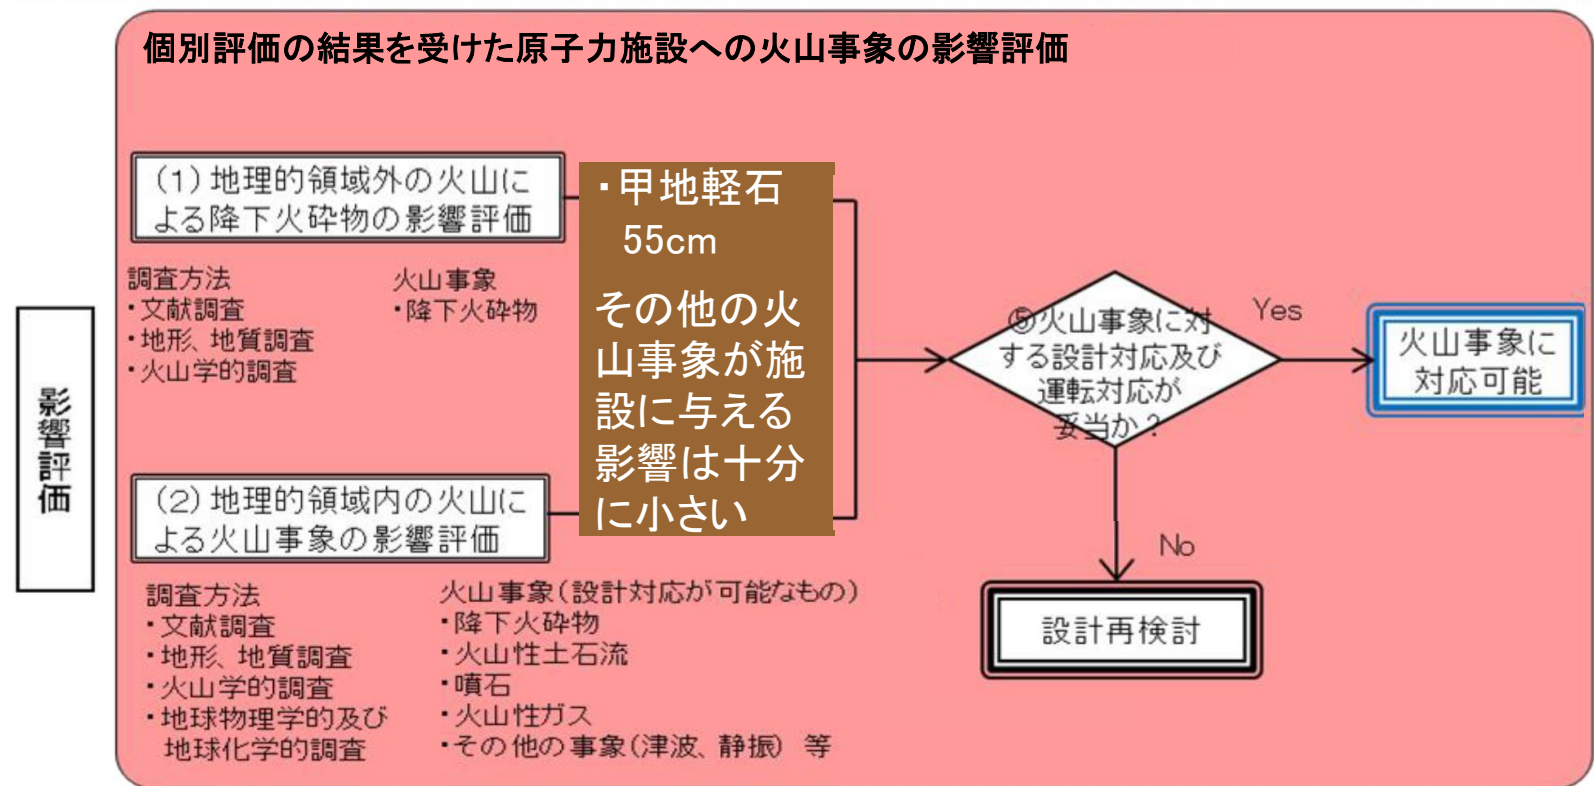 個別評価の結果を受けた原子力施設への火山事象の影響評価
影響評価
(1)地理的領域外の火山に
よる降下火砕物の影響評価
調査方法
・文献調査
・地形、地質調査
・火山学的調査
火山事象
・降下火砕物
・甲地軽石
55cm
その他の火
山事象が施
設に与える
影響は十分
に小さい
(2)地理的領域内の火山に
よる火山事象の影響評価
調査方法
・文献調査
・地形、地質調査
・火山学的調査
・地球物理学的及び
地球化学的調査
火山事象(設計対応が可能なもの)
・降下火砕物
・火山性土石流
・噴石
・火山性ガス
・その他の事象(津波、静振) 等
⑤火山事象に対
する設計対応及び
運転対応が
妥当か?
Yes
火山事象に
対応可能
No
設計再検討